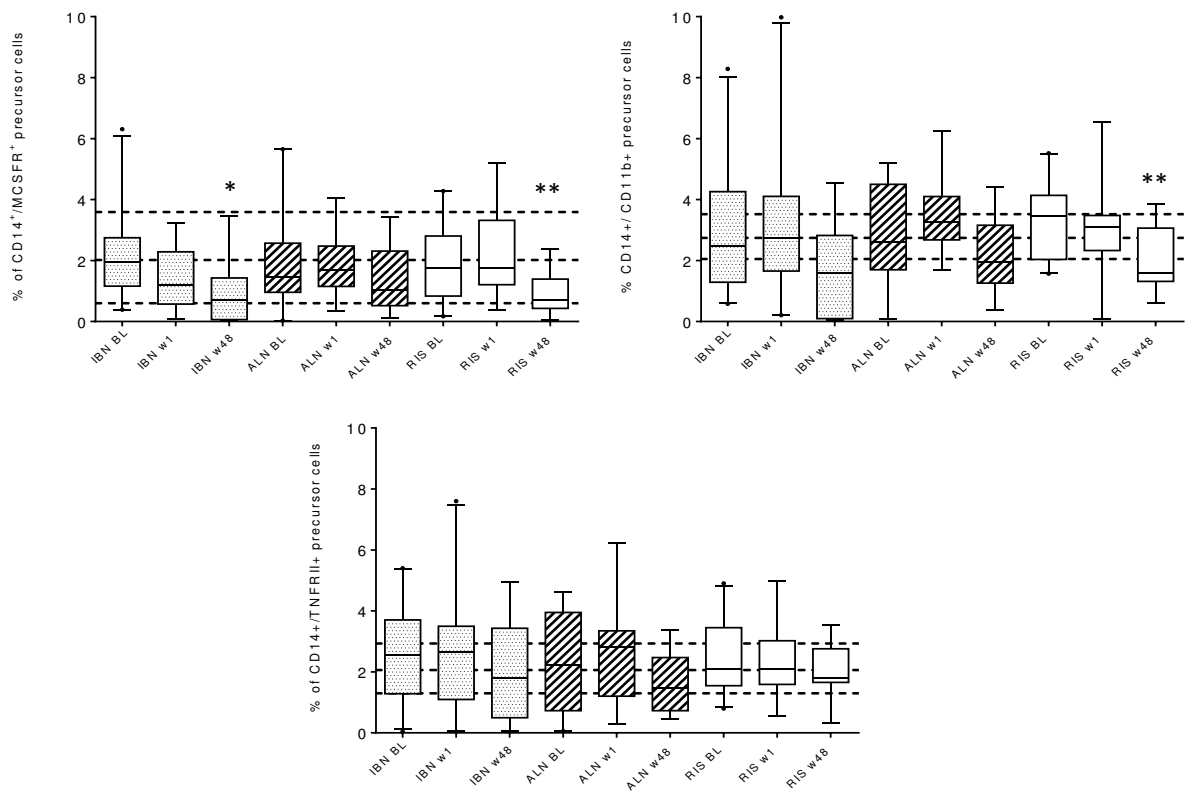 % of CD14+/MCSFR+ precursor cells
10
8
6
4
2
0
*
**
IBN BL
IBN w1
IBN w48
ALN BL
ALN w1
ALN w48
RIS BL
RIS w1
RIS w48
% CD14+/ CD11b+ precursor cells
10
8
6
4
2
0
**
IBN BL
IBN w1
IBN w48
ALN BL
ALN w1
ALN w48
RIS BL
RIS w1
RIS w48
% of CD14+/TNFRII+ precursor cells
10
8
6
4
2
0
IBN BL
IBN w1
IBN w48
ALN BL
ALN w1
ALN w48
RIS BL
RIS w1
RIS w48